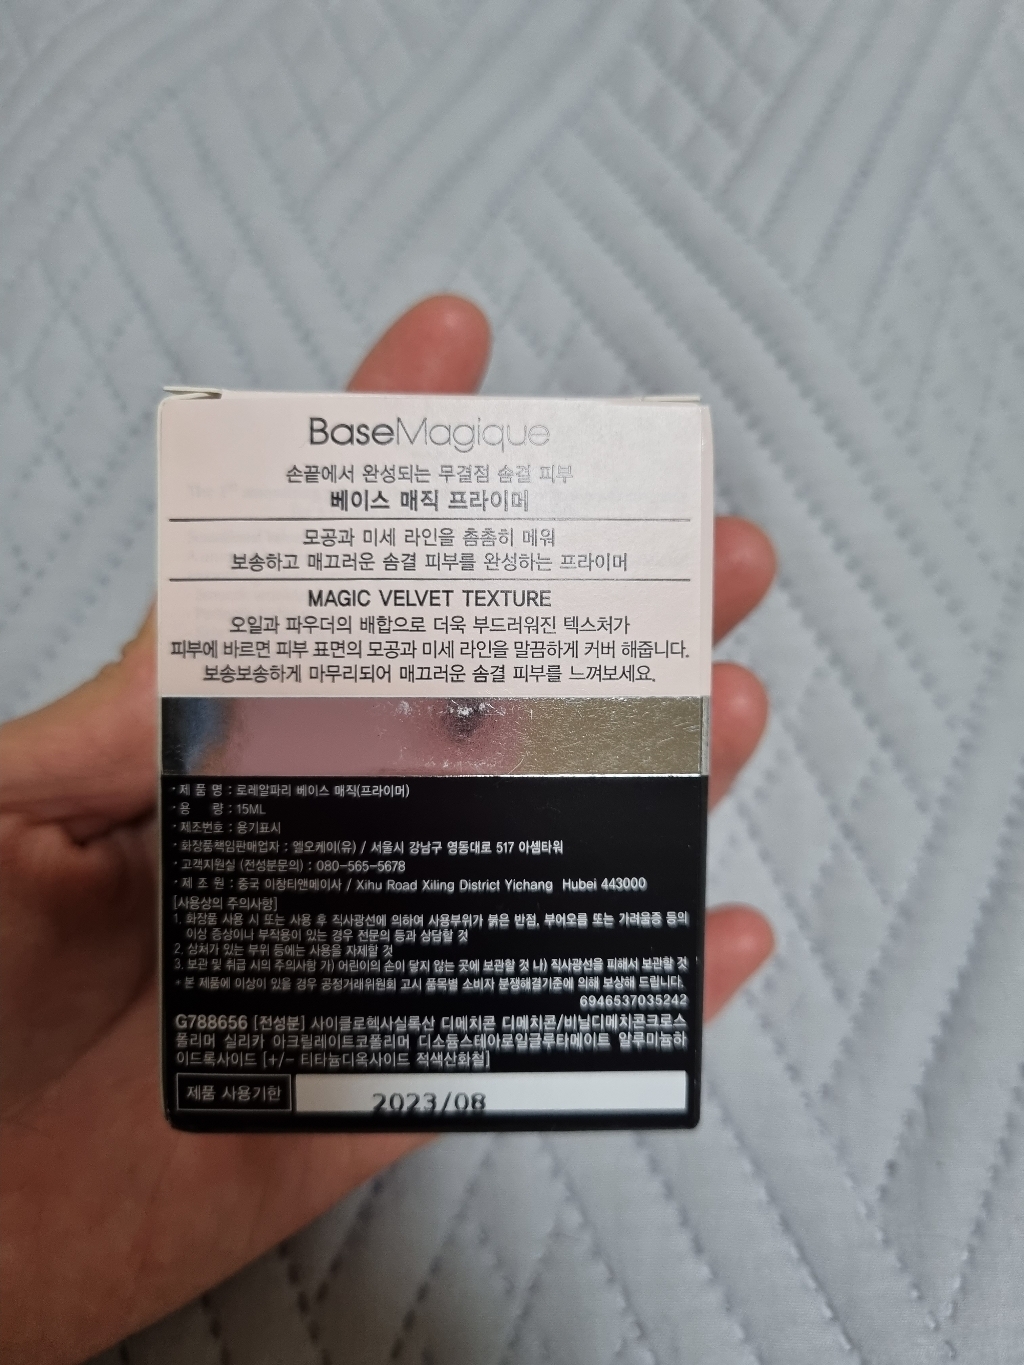 BaseMagique
손끝에서 완성되는 무결점 솜결 피부
베이스 매직 프라이머
모공과 미세 라인을 촘촘히 메워
보송하고 매끄러운 솜결 피부를 완성하는 프라이머
MAGIC VELVET TEXTURE
오일과 파우더의 배합으로 더욱 부드러워진 텍스처가
피부에 바르면 피부 표면의 모공과 미세 라인을 말끔하게 커버 해줍니다.
보송보송하게 마무리되어 매끄러운 솜결 피부를 느껴보세요.
· 제 품 명 : 로레알파리 베이스 매직(프라이머)
· 용 량 : 15ML
· 제조번호 : 용기표시
· 화장품책임판매업자 : 엘오케이(유) / 서울시 강남구 영동대로 517 아셈타워
· 고객지원실 (전성분문의) : 080-565-5678
· 제 조 원 : 중국 이창티앤메이사 / Xihu Road Xiling District Yichang Hubei 443000
[사용상의 주의사항]
1. 화장품 사용 시 또는 사용 후 직사광선에 의하여 사용부위가 붉은 반점, 부어오름 또는 가려움증 등의
이상 증상이나 부작용이 있는 경우 전문의 등과 상담할 것
2. 상처가 있는 부위 등에는 사용을 자제할 것
3. 보관 및 취급 시의 주의사항 가) 어린이의 손이 닿지 않는 곳에 보관할 것 나) 직사광선을 피해서 보관할 것
* 본 제품에 이상이 있을 경우 공정거래위원회 고시 품목별 소비자 분쟁해결기준에 의해 보상해 드립니다.
6946537035242
G788656 [전성분] 사이클로헥사실록산 디메치콘 디메치콘/비닐디메치콘크로스
폴리머 실리카 아크릴레이트코폴리머 디소듐스테아로일글루타메이트 알루미늄하
이드록사이드 [+/- 티타늄디옥사이드 적색산화철]
제품 사용기한
2023/08